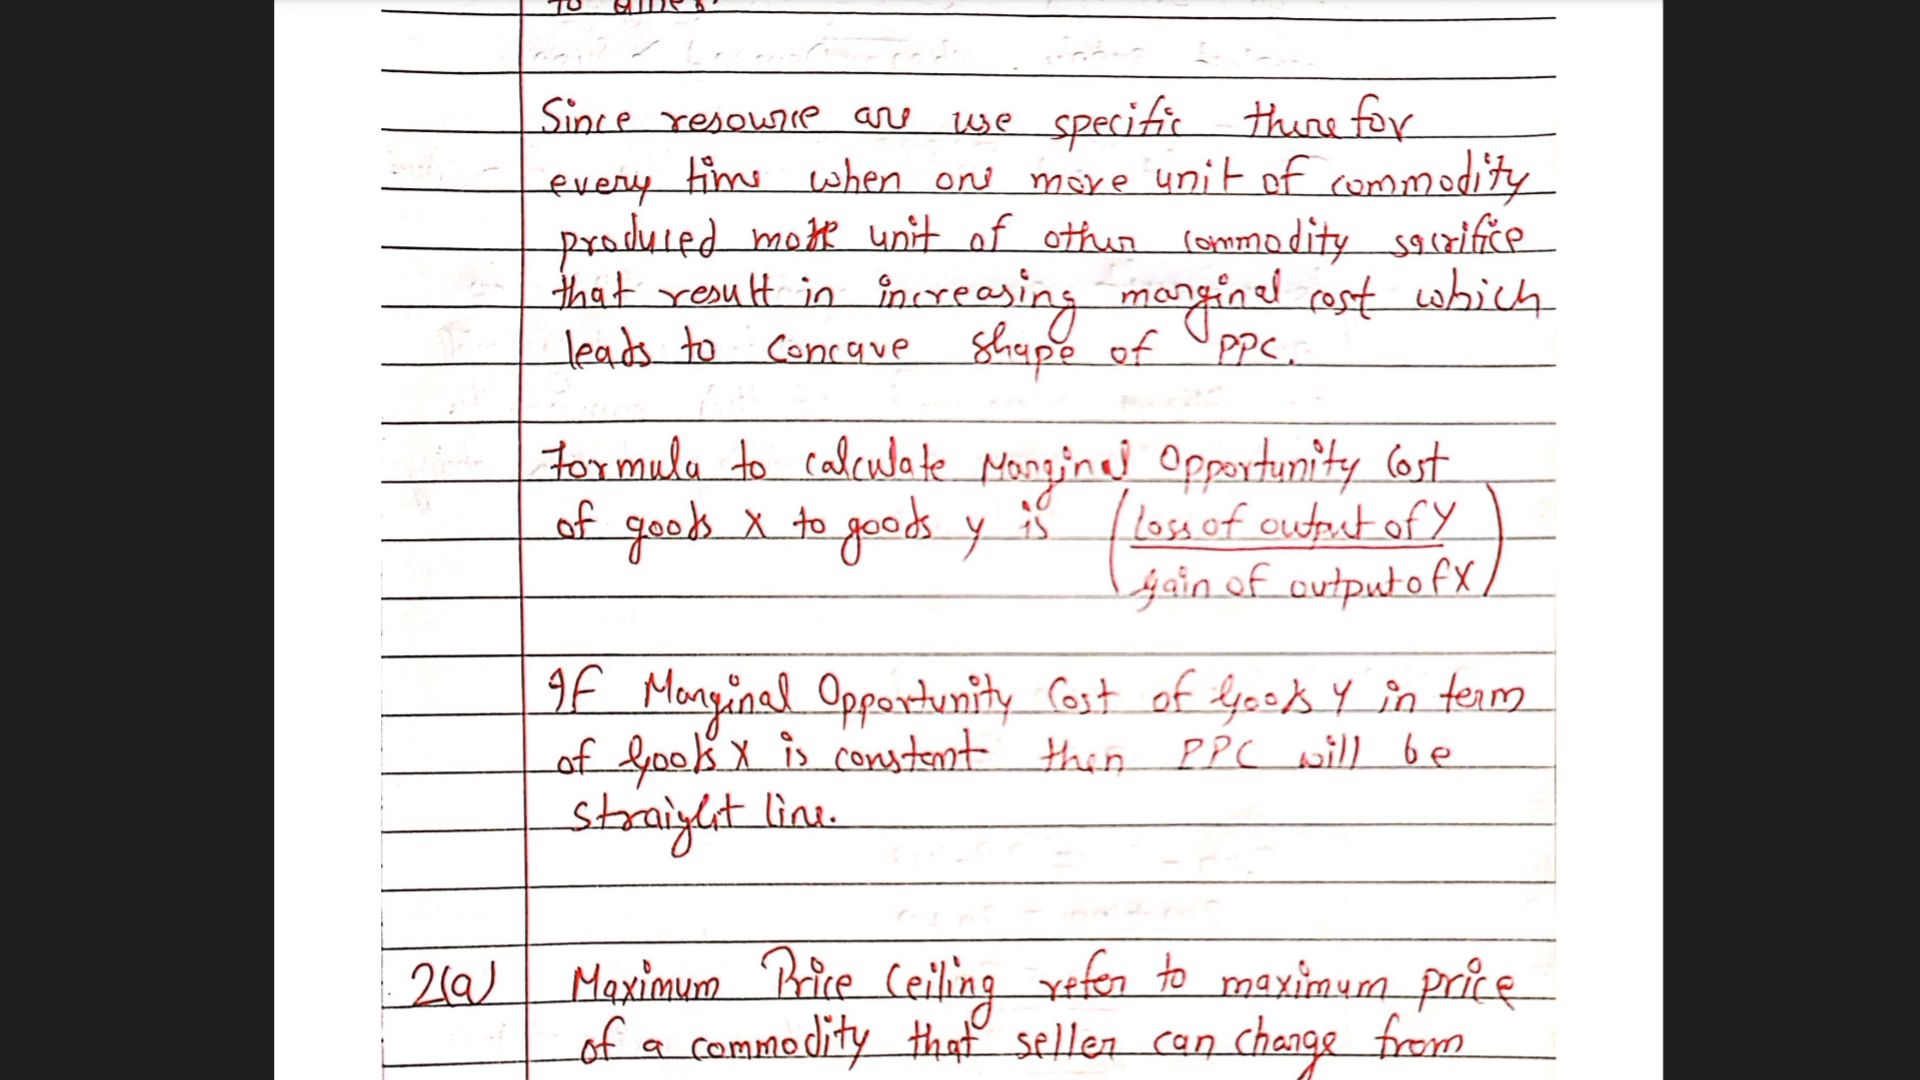 to other.
Since resource are use specific therefor
every time when one more unit of commodity
produced more unit of other commodity sacrifice
that result in increasing marginal cost which
leads to concave shape of PPC.
Formula to calculate Marginal Opportunity Cost
of goods X to goods y is (Loss of output of Y
gain of output of X)
If Marginal Opportunity Cost of Goods Y in term
of Goods X is constant then PPC will be
straight line.
2(a) Maximum Price Ceiling refer to maximum price
of a commodity that seller can change from